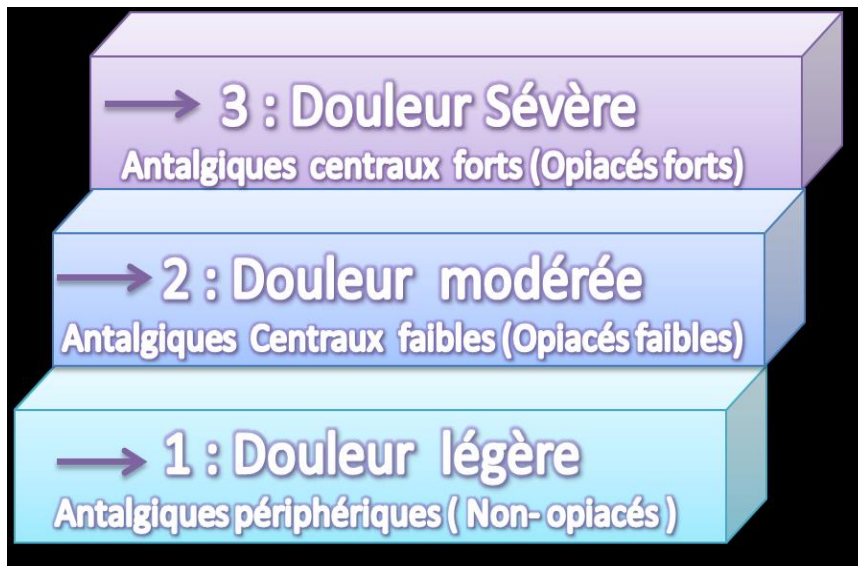 3 : Douleur Sévère
Antalgiques centraux forts (Opiacés forts)
2 : Douleur modérée
Antalgiques Centraux faibles (Opiacés faibles)
1 : Douleur légère
Antalgiques périphériques ( Non- opiacés )